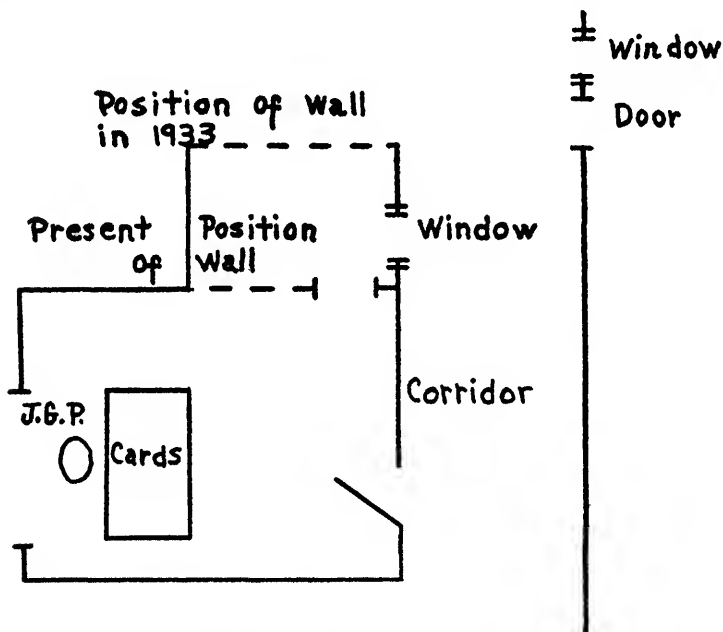 Window
Door
Position of Wall
in 1933
Present Position
of Wall
Window
Corridor
J.G.P.
Cards